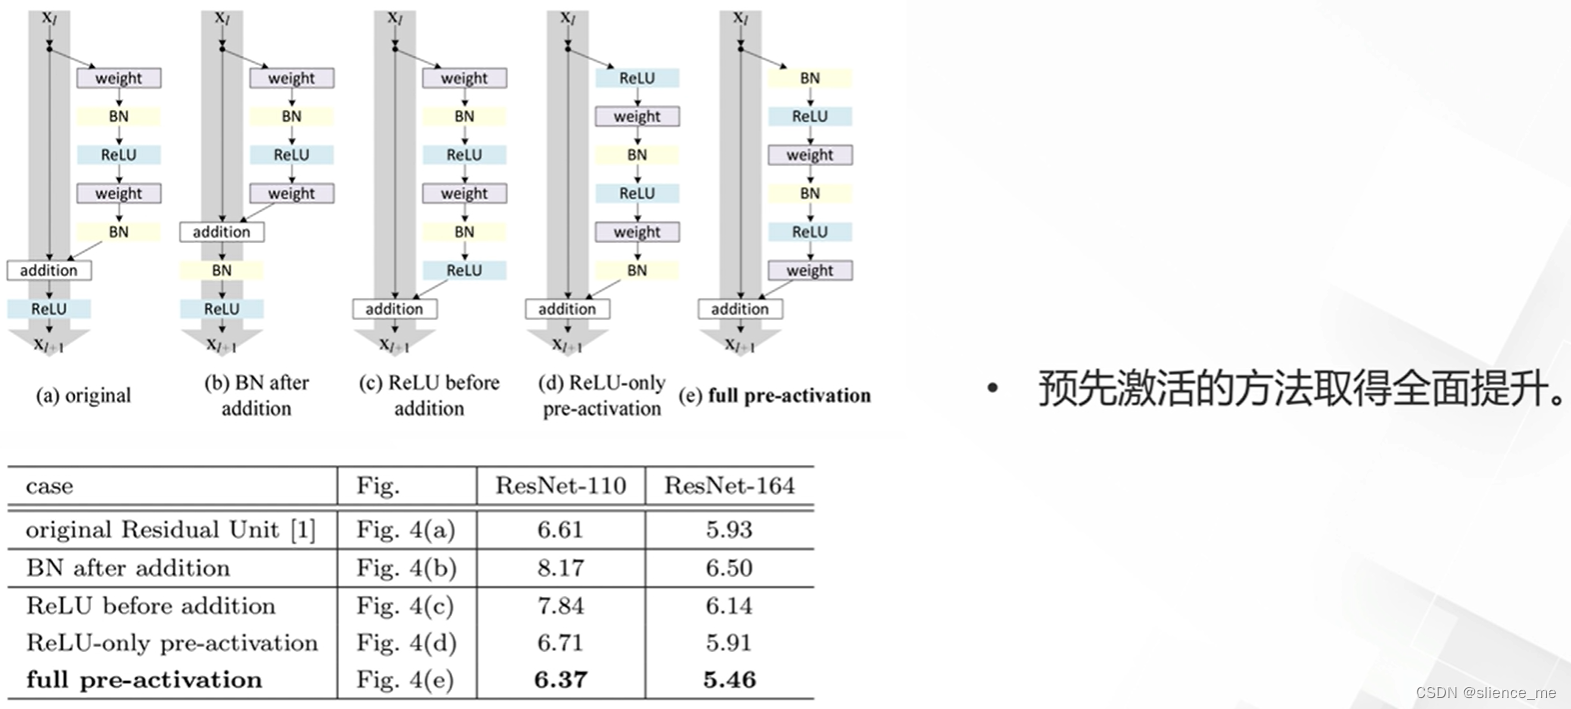 x_l x_l x_l x_l x_l
weight weight weight ReLU BN
BN BN BN weight ReLU
ReLU ReLU ReLU BN weight
weight weight weight ReLU BN
BN addition BN weight ReLU
addition BN ReLU BN weight
ReLU ReLU addition addition addition
x_{l+1} x_{l+1} x_{l+1} x_{l+1} x_{l+1}
(a) original
(b) BN after
addition
(c) ReLU before
addition
(d) ReLU-only
pre-activation
(e) full pre-activation
• 预先激活的方法取得全面提升。
case Fig. ResNet-110 ResNet-164
original Residual Unit [1] Fig. 4(a) 6.61 5.93
BN after addition Fig. 4(b) 8.17 6.50
ReLU before addition Fig. 4(c) 7.84 6.14
ReLU-only pre-activation Fig. 4(d) 6.71 5.91
full pre-activation Fig. 4(e) 6.37 5.46
CSDN @slience_me